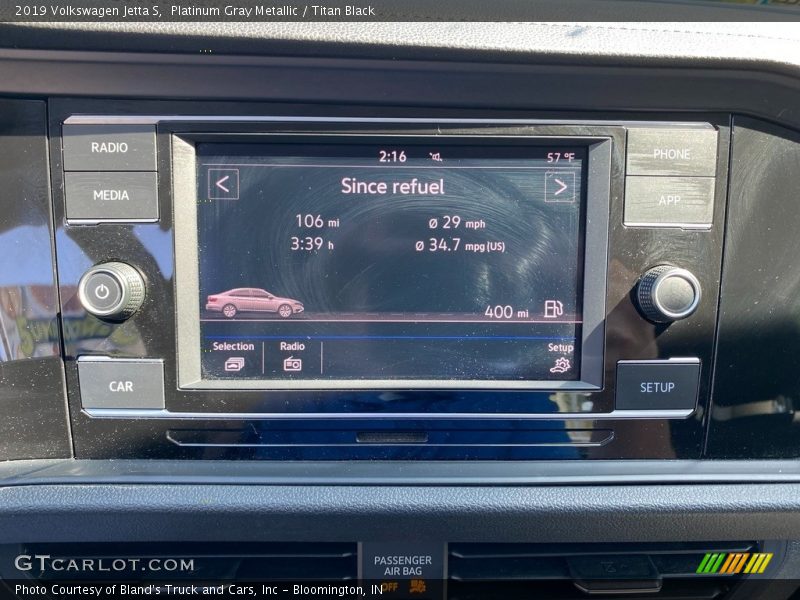 2019 Volkswagen Jetta S, Platinum Gray Metallic / Titan Black
RADIO
MEDIA
PHONE
APP
2:16 57 °F
<
Since refuel
>
106 mi ø 29 mph
3:39 h ø 34.7 mpg (US)
400 mi
Selection Radio Setup
CAR
SETUP
PASSENGER
AIR BAG
OFF
GTCARLOT.COM
Photo Courtesy of Bland's Truck and Cars, Inc - Bloomington, IN